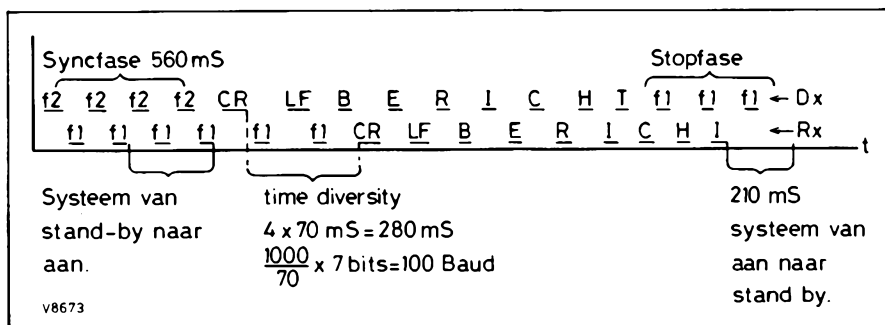 Syncfase 560mS
Stopfase
f2 f2 f2 f2 CR LF B E R I C H T f1 f1 f1 ← Dx
f1 f1 f1 f1 f1 f1 CR LF B E R I C H I ← Rx
t
Systeem van
stand-by naar
aan.
time diversity
4 x 70 mS = 280 mS
1000/70 x 7 bits = 100 Baud
210 mS
systeem van
aan naar
stand by.
V8673